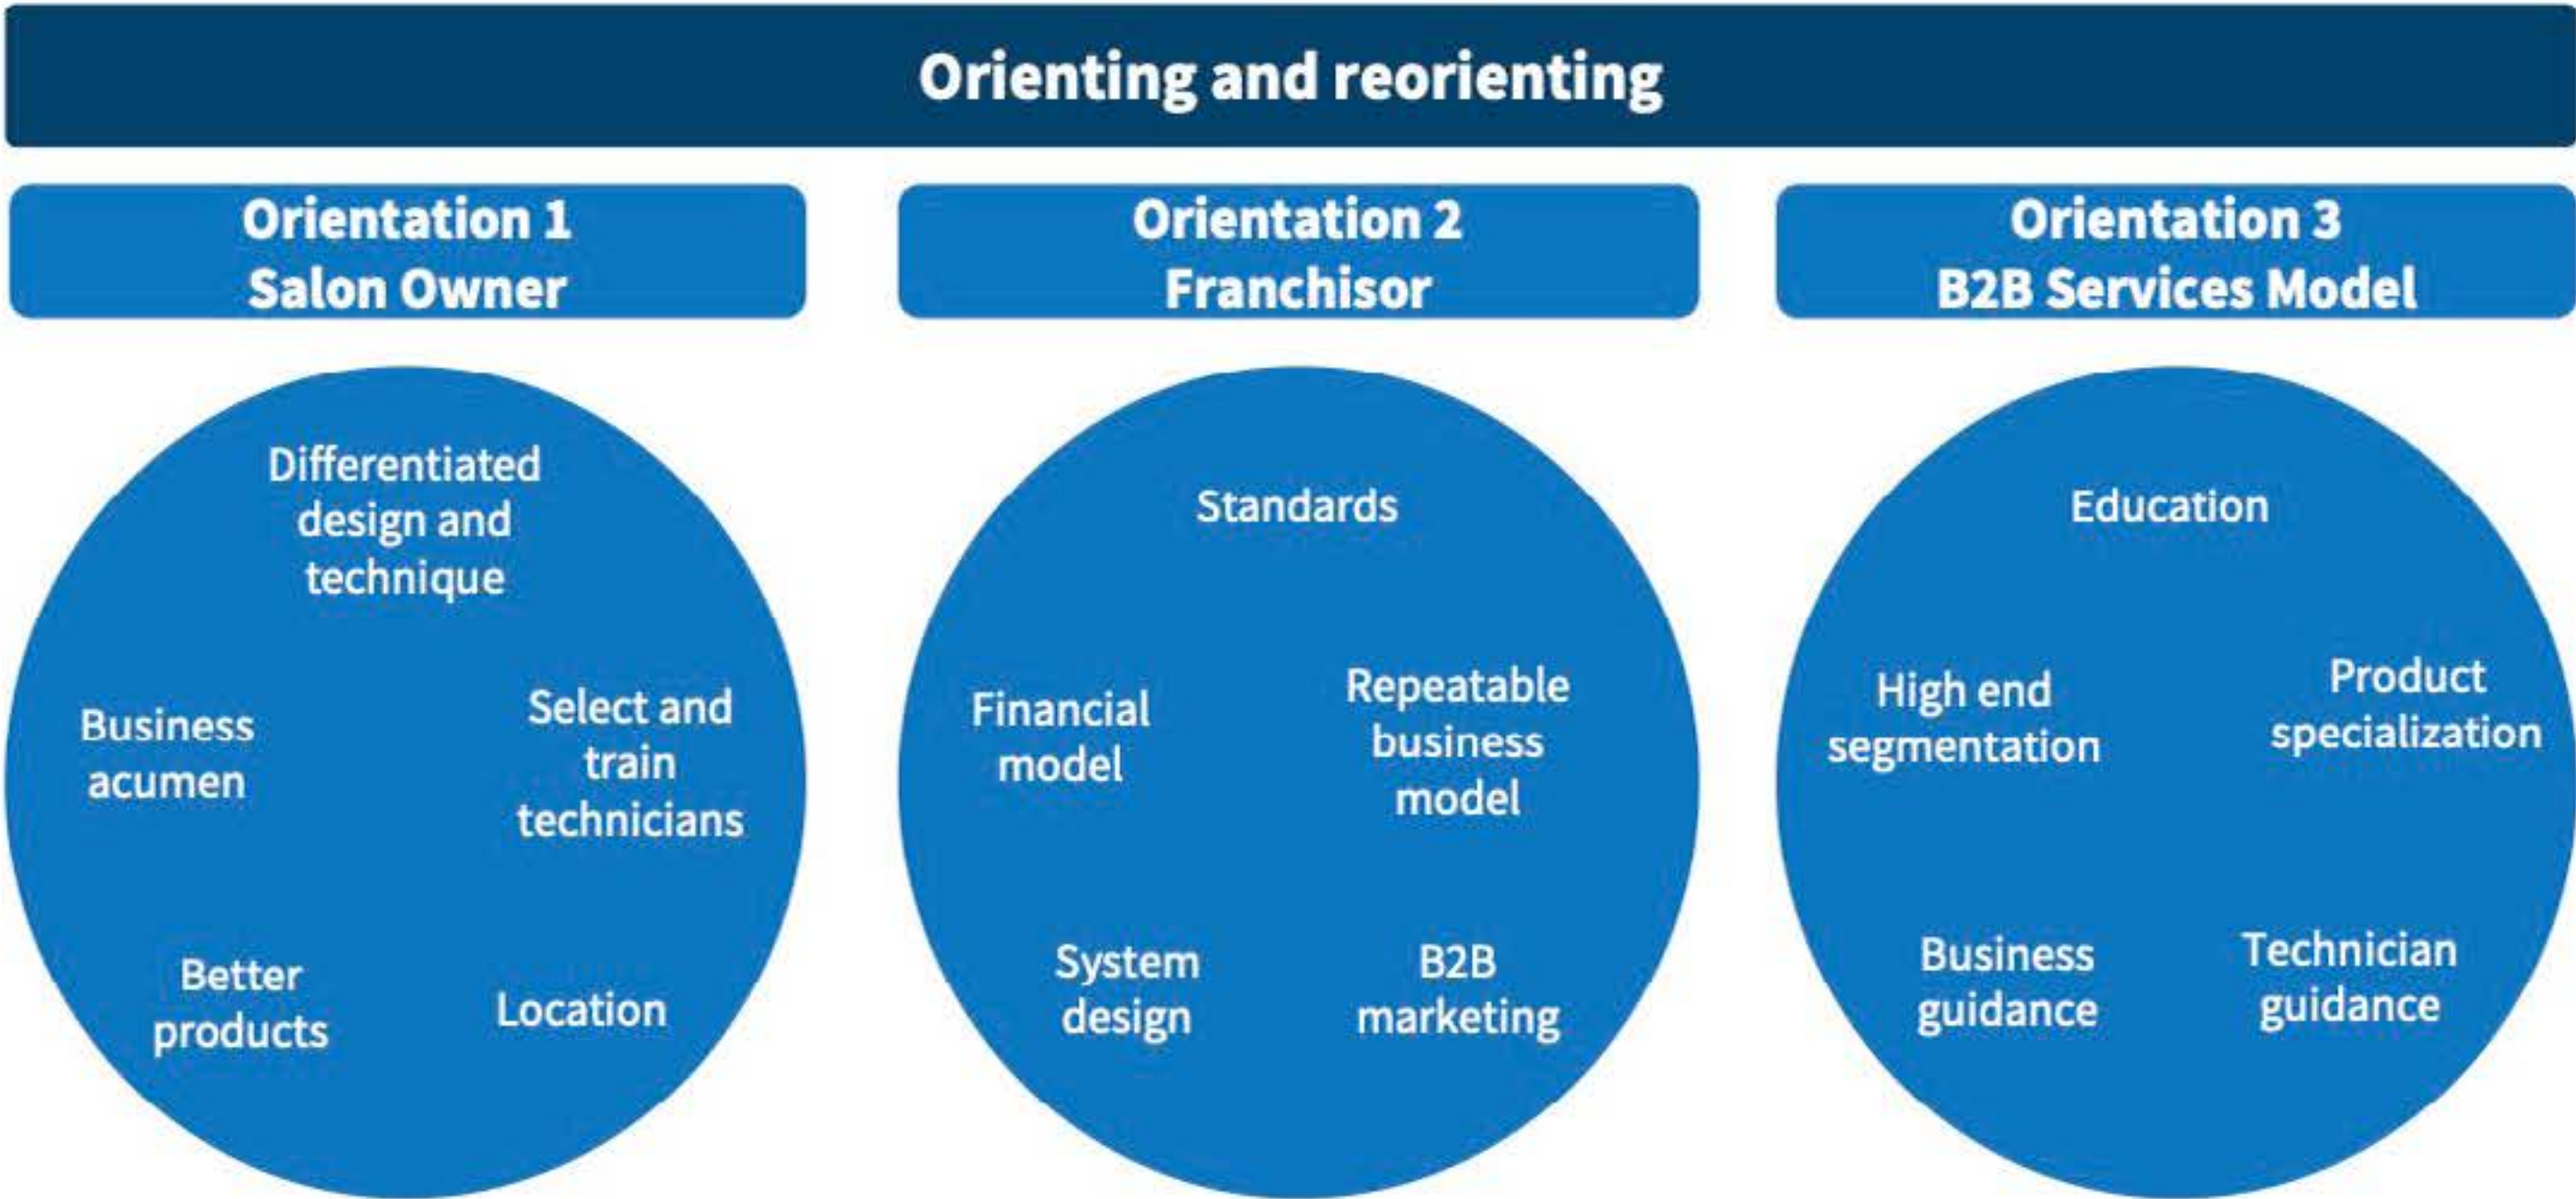 Orienting and reorienting
Orientation 1
Salon Owner
Differentiated
design and
technique
Business
acumen
Select and
train
technicians
Better
products
Location
Orientation 2
Franchisor
Standards
Financial
model
Repeatable
business
model
System
design
B2B
marketing
Orientation 3
B2B Services Model
Education
High end
segmentation
Product
specialization
Business
guidance
Technician
guidance